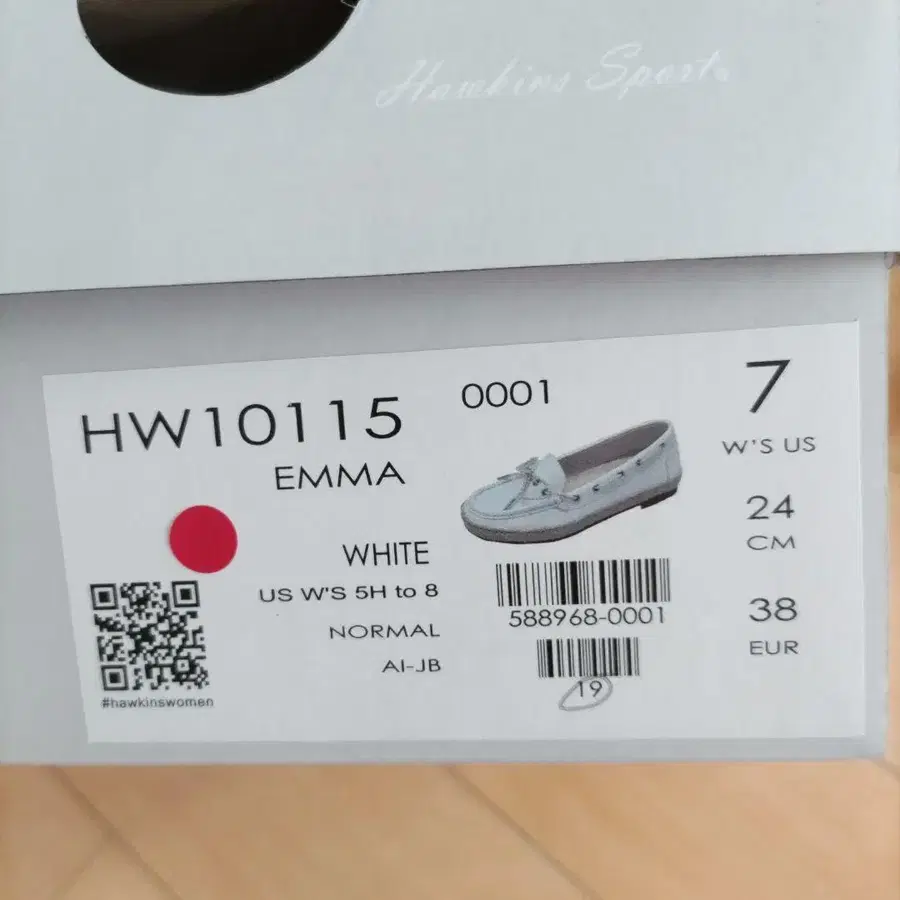 Hawkins Sport
HW10115
EMMA
0001
7
W'S US
24
CM
38
EUR
WHITE
US W'S 5H to 8
NORMAL
AI-JB
#hawkinswomen
588968-0001
19